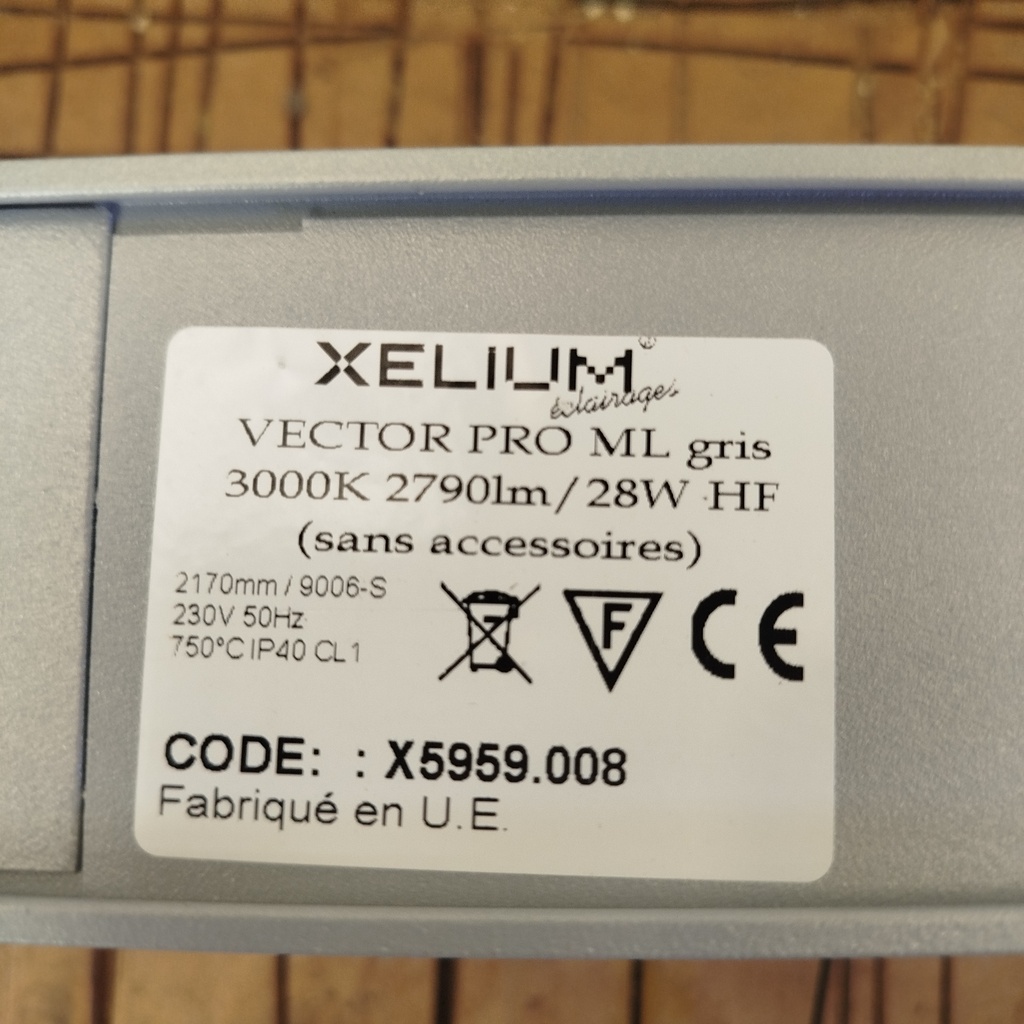 XELIUM®
éclairages
VECTOR PRO ML gris
3000K 2790lm/28W HF
(sans accessoires)
2170mm / 9006-S
230V 50Hz
750°C IP40 CL1
F
CE
CODE: : X5959.008
Fabriqué en U.E.